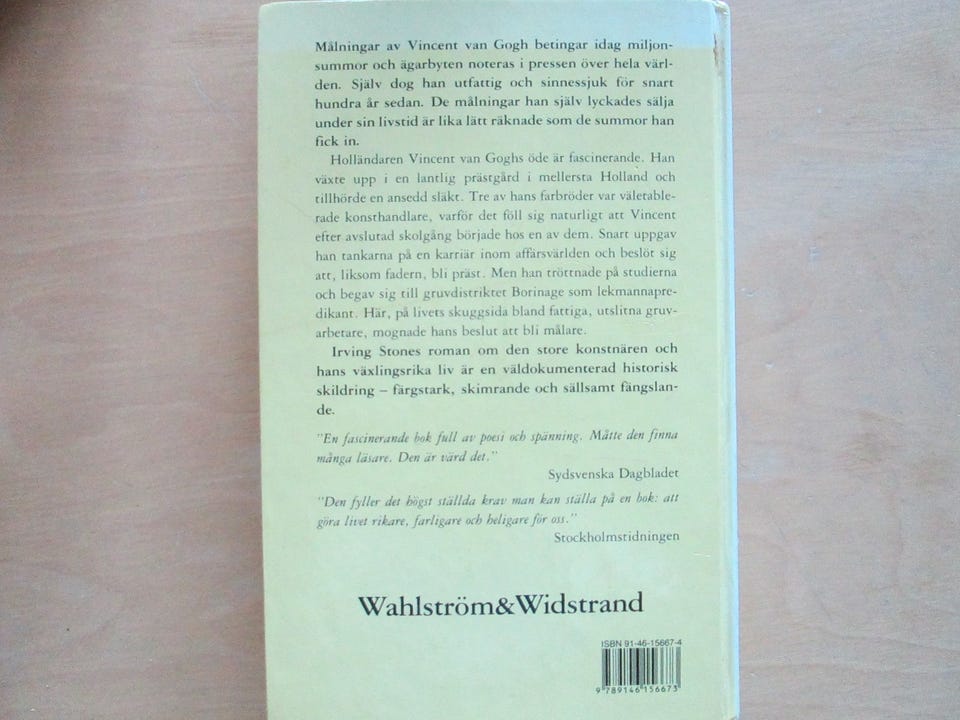 Målningar av Vincent van Gogh betingar idag miljon-
summor och ägarbyten noteras i pressen över hela värl-
den. Själv dog han utfattig och sinnessjuk för snart
hundra år sedan. De målningar han själv lyckades sälja
under sin livstid är lika lätt räknade som de summor han
fick in.
Holländaren Vincent van Goghs öde är fascinerande. Han
växte upp i en lantlig prästgård i mellersta Holland och
tillhörde en ansedd släkt. Tre av hans farbröder var väletable-
rade konsthandlare, varför det föll sig naturligt att Vincent
efter avslutad skolgång började hos en av dem. Snart uppgav
han tankarna på en karriär inom affärsvärlden och beslöt sig
att, liksom fadern, bli präst. Men han tröttnade på studierna
och begav sig till gruvdistriktet Borinage som lekmannapre-
dikant. Här, på livets skuggsida bland fattiga, utslitna gruv-
arbetare, mognade hans beslut att bli målare.
Irving Stones roman om den store konstnären och
hans växlingsrika liv är en väldokumenterad historisk
skildring – färgstark, skimrande och sällsamt fängslan-
de.
"En fascinerande bok full av poesi och spänning. Måtte den finna
många läsare. Den är värd det."
Sydsvenska Dagbladet
"Den fyller det högst ställda krav man kan ställa på en bok: att
göra livet rikare, farligare och heligare för oss."
Stockholmstidningen
Wahlström&Widstrand
ISBN 91-46-15667-4
9 789146 156673